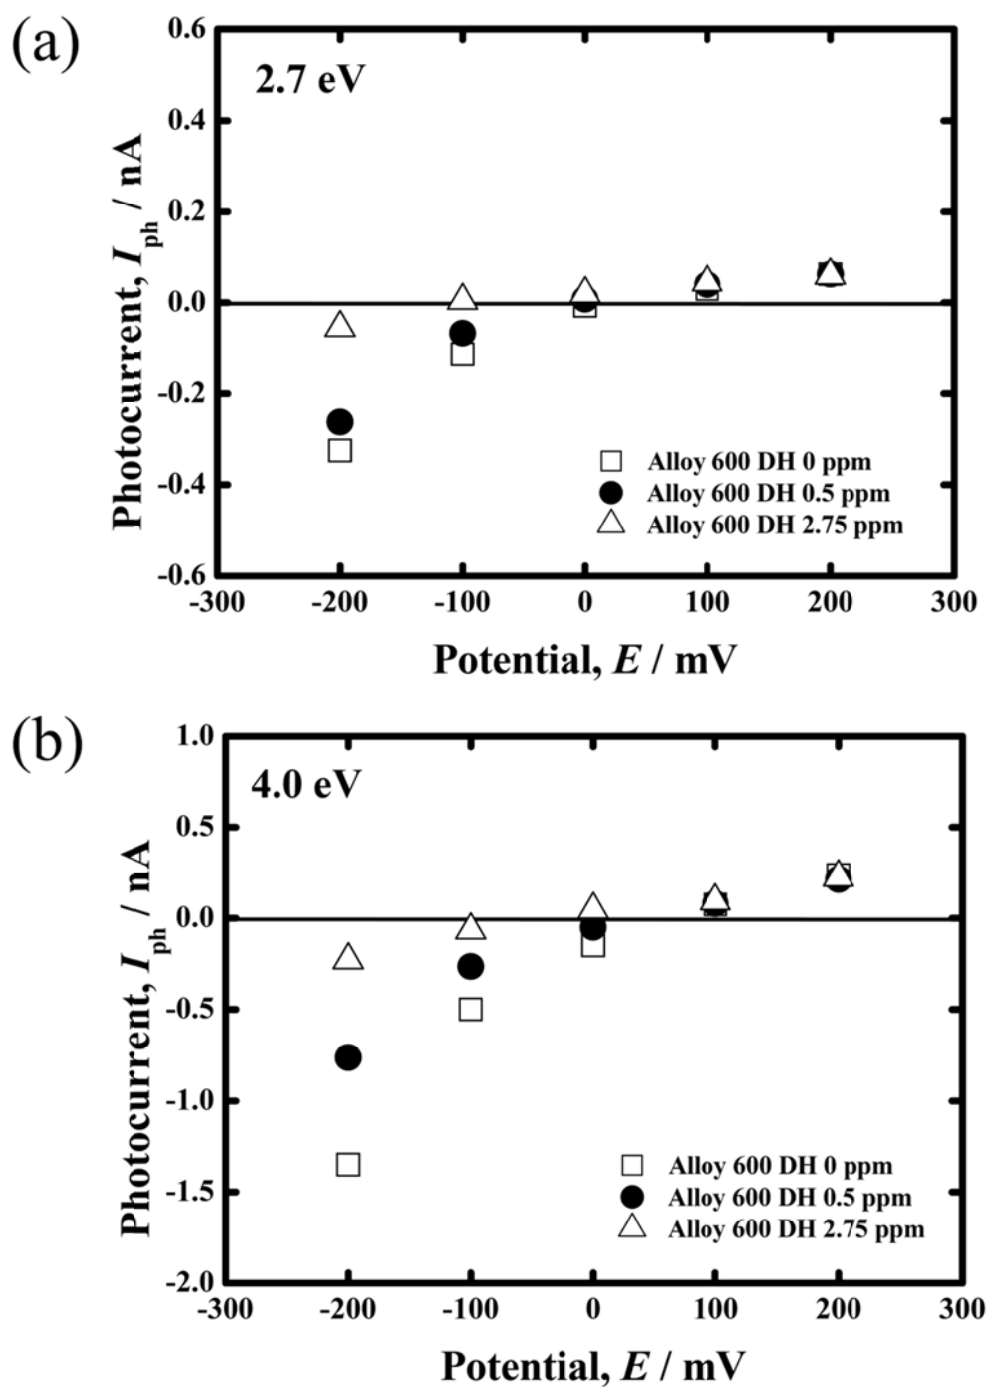 (a)
0.6
2.7 eV
0.4
0.2
0.0
-0.2
-0.4
-0.6
Photocurrent, Iph / nA
Alloy 600 DH 0 ppm
Alloy 600 DH 0.5 ppm
Alloy 600 DH 2.75 ppm
-300 -200 -100 0 100 200 300
Potential, E / mV
(b)
1.0
4.0 eV
0.5
0.0
-0.5
-1.0
-1.5
-2.0
Photocurrent, Iph / nA
Alloy 600 DH 0 ppm
Alloy 600 DH 0.5 ppm
Alloy 600 DH 2.75 ppm
-300 -200 -100 0 100 200 300
Potential, E / mV